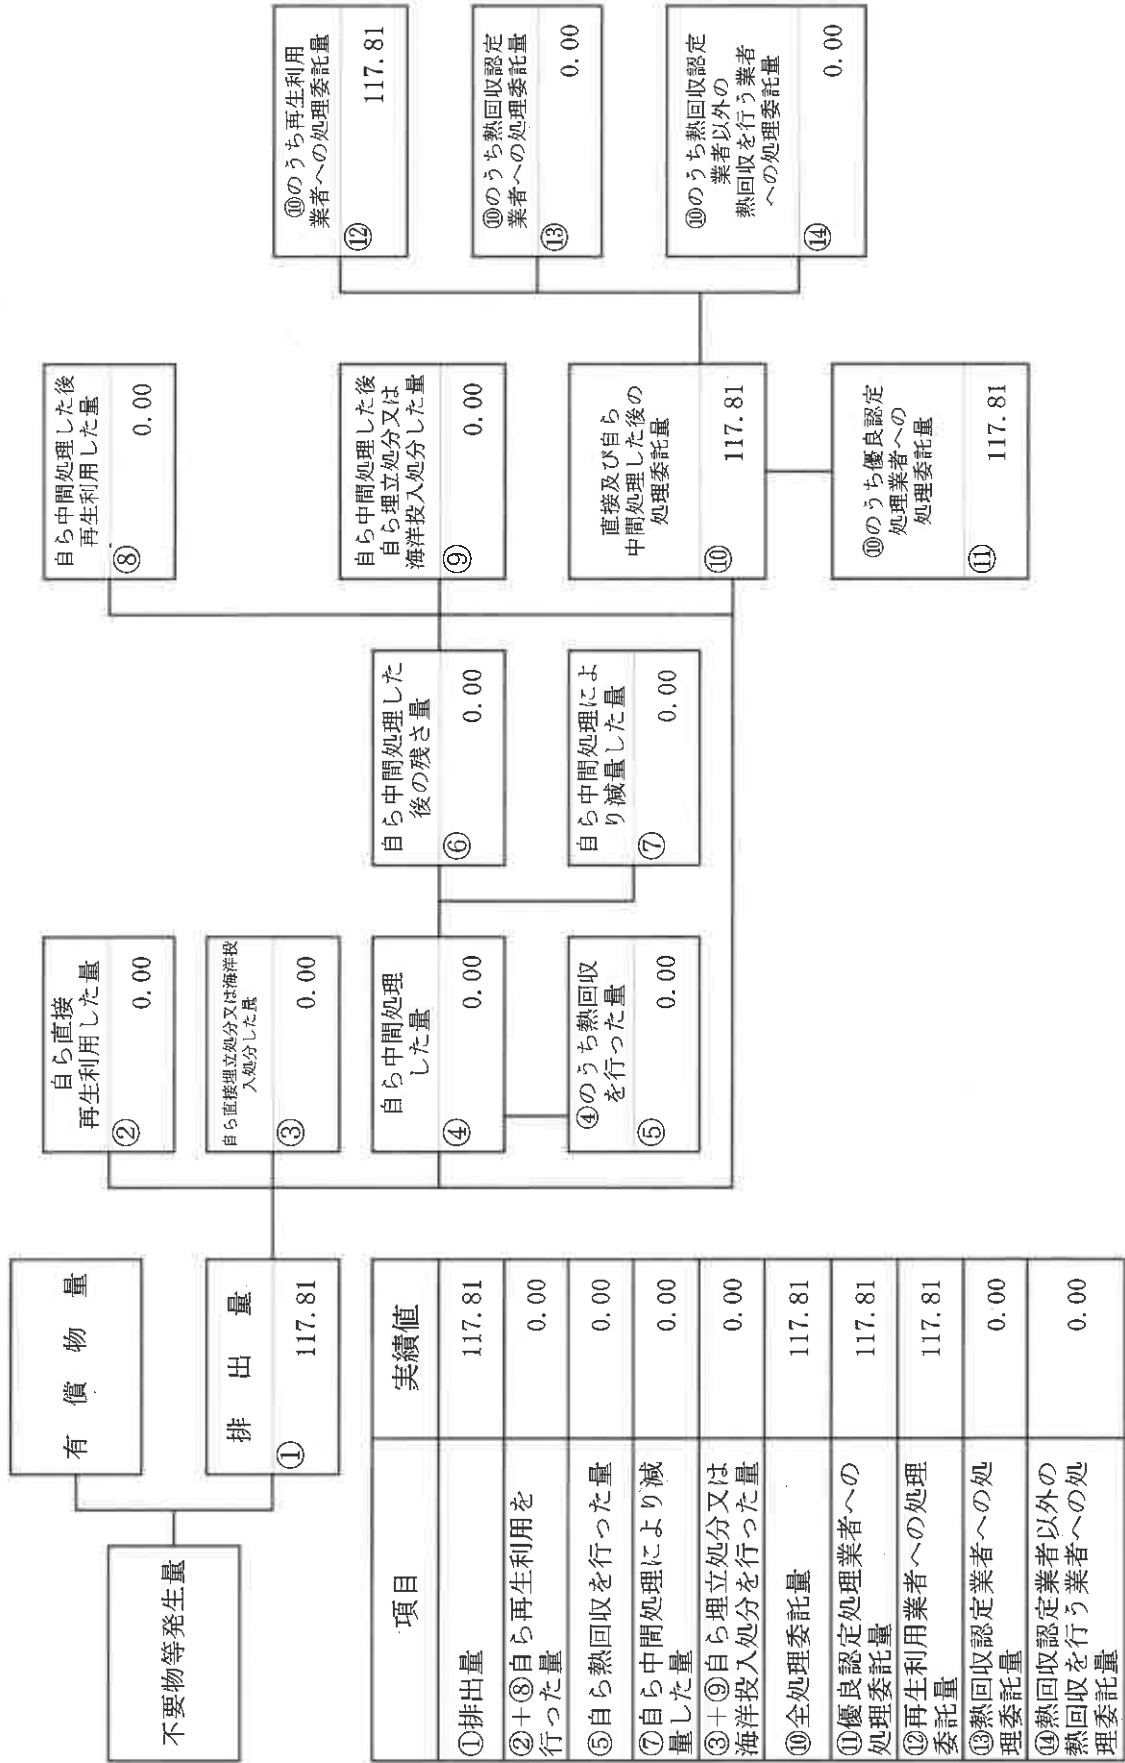 不要物等発生量
有償物量
排出量
①
117.81
自ら直接
再生利用した量
②
0.00
自ら直接埋立処分又は海洋投
入処分した量
③
0.00
自ら中間処理
した量
④
0.00
④のうち熱回収
を行った量
⑤
0.00
自ら中間処理した
後の残さ量
⑥
0.00
自ら中間処理によ
り減量した量
⑦
0.00
自ら中間処理した後
再生利用した量
⑧
0.00
自ら中間処理した後
自ら埋立処分又は
海洋投入処分した量
⑨
0.00
直接及び自ら
中間処理した後の
処理委託量
⑩
117.81
⑩のうち優良認定
処理業者への
処理委託量
⑪
117.81
⑩のうち再生利用
業者への処理委託量
⑫
117.81
⑩のうち熱回収認定
業者への処理委託量
⑬
0.00
⑩のうち熱回収認定
業者以外の
熱回収を行う業者
への処理委託量
⑭
0.00
項目 実績値
①排出量 117.81
②+⑧自ら再生利用を
行った量 0.00
⑤自ら熱回収を行った量 0.00
⑦自ら中間処理により減
量した量 0.00
③+⑨自ら埋立処分又は
海洋投入処分を行った量 0.00
⑩全処理委託量 117.81
⑪優良認定処理業者への
処理委託量 117.81
⑫再生利用業者への処理
委託量 117.81
⑬熱回収認定業者への処
理委託量 0.00
⑭熱回収認定業者以外の
熱回収を行う業者への処
理委託量 0.00